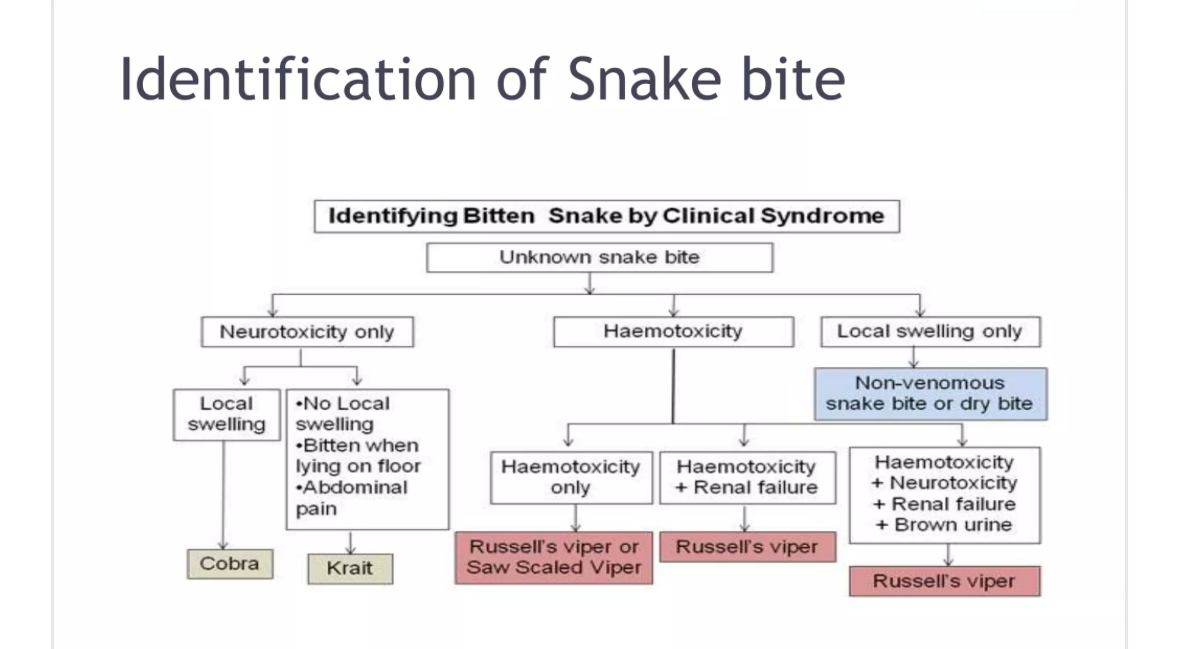 Identification of Snake bite
Identifying Bitten Snake by Clinical Syndrome
Unknown snake bite
Neurotoxicity only
Haemotoxicity
Local swelling only
Non-venomous
snake bite or dry bite
Local
swelling
•No Local
swelling
•Bitten when
lying on floor
•Abdominal
pain
Haemotoxicity
only
Haemotoxicity
+ Renal failure
Haemotoxicity
+ Neurotoxicity
+ Renal failure
+ Brown urine
Cobra
Krait
Russell's viper or
Saw Scaled Viper
Russell's viper
Russell's viper